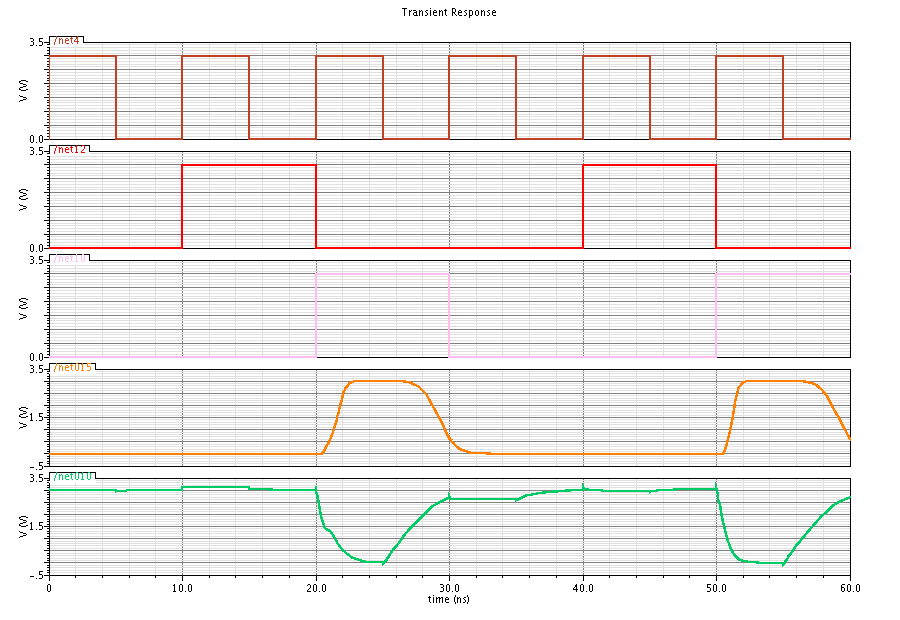 Transient Response
/net4
3.5
V (V)
0.0
/net12
3.5
V (V)
0.0
/net16
3.5
V (V)
0.0
/net015
3.5
1.5
V (V)
-.5
/net010
3.5
1.5
V (V)
-.5
0 10.0 20.0 30.0 40.0 50.0 60.0
time (ns)